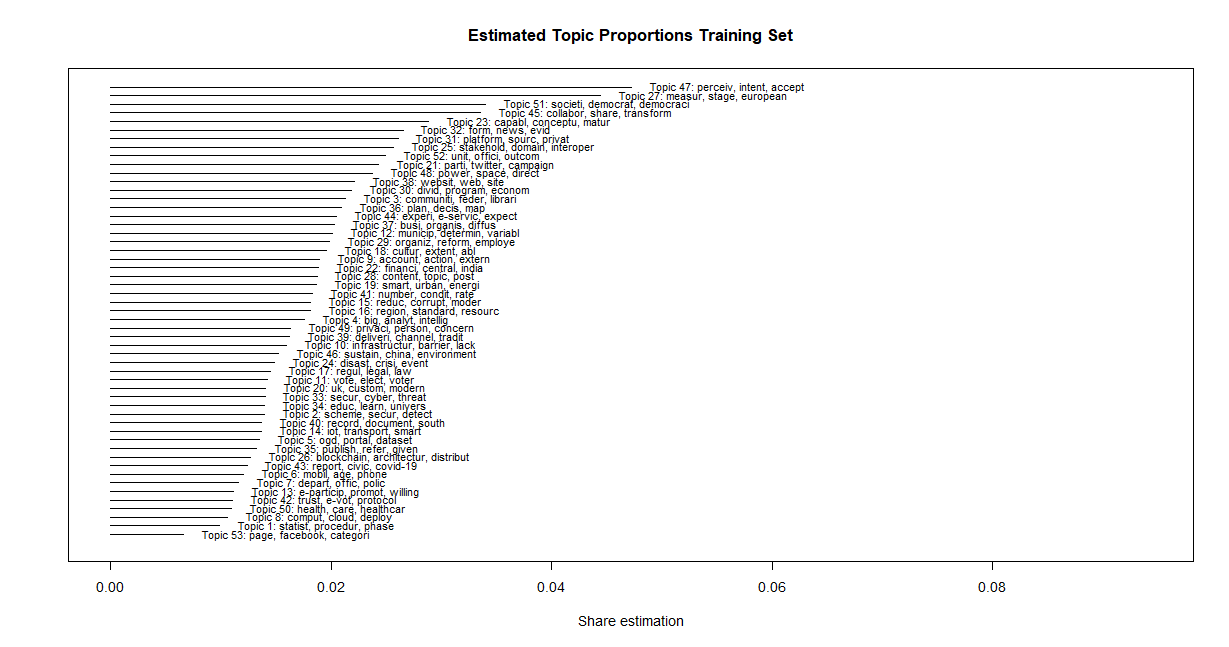 Estimated Topic Proportions Training Set
Topic 47: perceiv, intent, accept
Topic 27: measur, stage, european
Topic 51: societi, democrat, democraci
Topic 45: collabor, share, transform
Topic 23: capabl, conceptu, matur
Topic 32: form, news, evid
Topic 31: platform, sourc, privat
Topic 25: stakehold, domain, interoper
Topic 52: unit, offici, outcom
Topic 21: parti, twitter, campaign
Topic 48: power, space, direct
Topic 38: websit, web, site
Topic 30: divid, program, econom
Topic 3: communiti, feder, librari
Topic 36: plan, decis, map
Topic 44: experi, e-servic, expect
Topic 37: busi, organis, diffus
Topic 12: municip, determin, variabl
Topic 29: organiz, reform, employe
Topic 18: cultur, extent, abl
Topic 9: account, action, extern
Topic 22: financi, central, india
Topic 28: content, topic, post
Topic 19: smart, urban, energi
Topic 41: number, condit, rate
Topic 15: reduc, corrupt, moder
Topic 16: region, standard, resourc
Topic 4: big, analyt, intellig
Topic 49: privaci, person, concern
Topic 39: deliveri, channel, tradit
Topic 10: infrastructur, barrier, lack
Topic 46: sustain, china, environment
Topic 24: disast, crisi, event
Topic 17: regul, legal, law
Topic 11: vote, elect, voter
Topic 20: uk, custom, modern
Topic 33: secur, cyber, threat
Topic 34: educ, learn, univers
Topic 2: scheme, secur, detect
Topic 40: record, document, south
Topic 14: iot, transport, smart
Topic 5: ogd, portal, dataset
Topic 35: publish, refer, given
Topic 26: blockchain, architectur, distribut
Topic 43: report, civic, covid-19
Topic 6: mobil, age, phone
Topic 7: depart, offic, polic
Topic 13: e-particip, promot, willing
Topic 42: trust, e-vot, protocol
Topic 50: health, care, healthcar
Topic 8: comput, cloud, deploy
Topic 1: statist, procedur, phase
Topic 53: page, facebook, categori
0.00 0.02 0.04 0.06 0.08
Share estimation